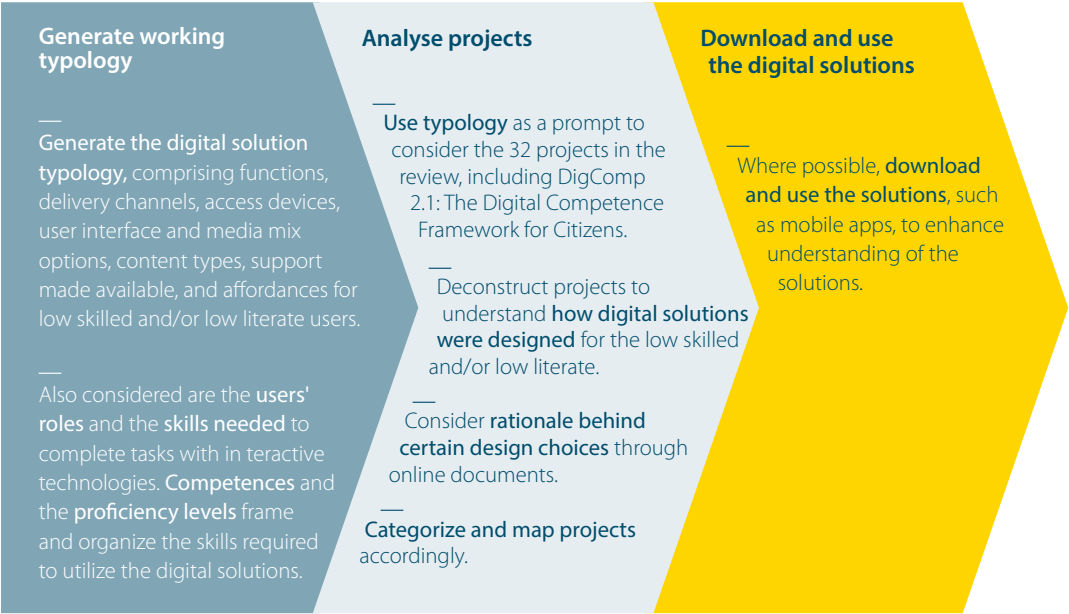 Generate working
typology
—
Generate the digital solution
typology, comprising functions,
delivery channels, access devices,
user interface and media mix
options, content types, support
made available, and affordances for
low skilled and/or low literate users.
—
Also considered are the users'
roles and the skills needed to
complete tasks with in teractive
technologies. Competences and
the proficiency levels frame
and organize the skills required
to utilize the digital solutions.
Analyse projects
—
Use typology as a prompt to
consider the 32 projects in the
review, including DigComp
2.1: The Digital Competence
Framework for Citizens.
—
Deconstruct projects to
understand how digital solutions
were designed for the low skilled
and/or low literate.
—
Consider rationale behind
certain design choices through
online documents.
—
Categorize and map projects
accordingly.
Download and use
the digital solutions
—
Where possible, download
and use the solutions, such
as mobile apps, to enhance
understanding of the
solutions.